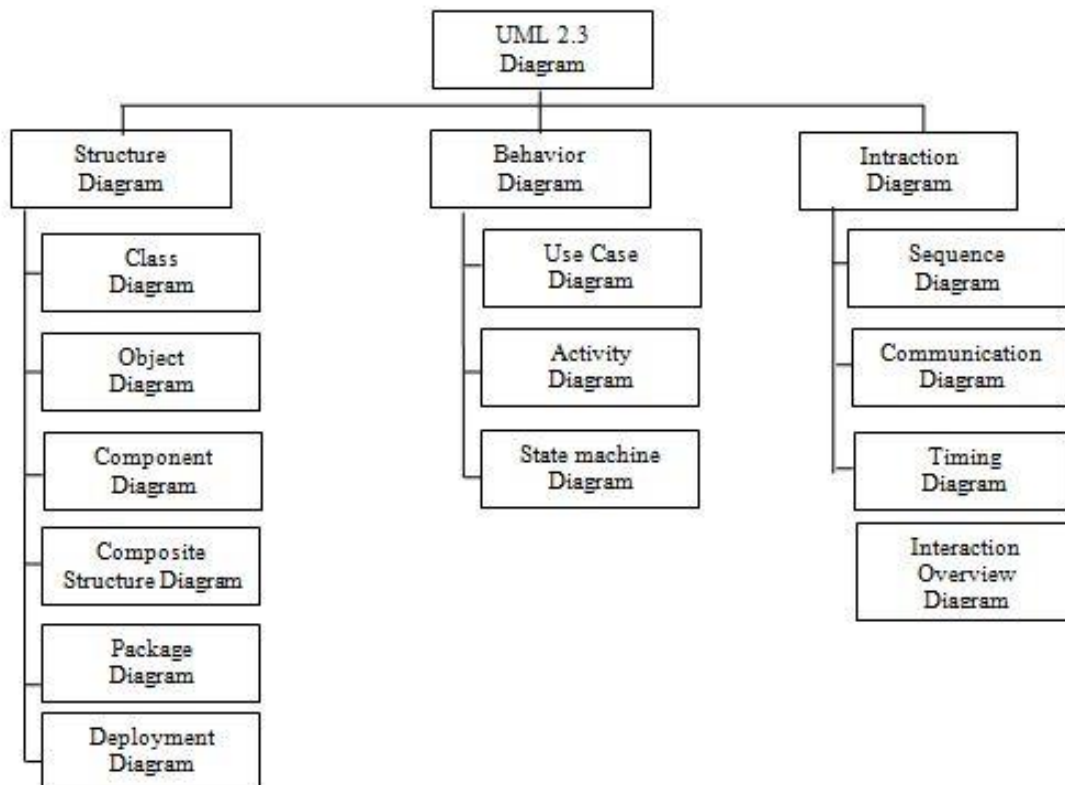 UML 2.3
Diagram
Structure
Diagram
Behavior
Diagram
Intraction
Diagram
Class
Diagram
Object
Diagram
Component
Diagram
Composite
Structure Diagram
Package
Diagram
Deployment
Diagram
Use Case
Diagram
Activity
Diagram
State machine
Diagram
Sequence
Diagram
Communication
Diagram
Timing
Diagram
Interaction
Overview
Diagram